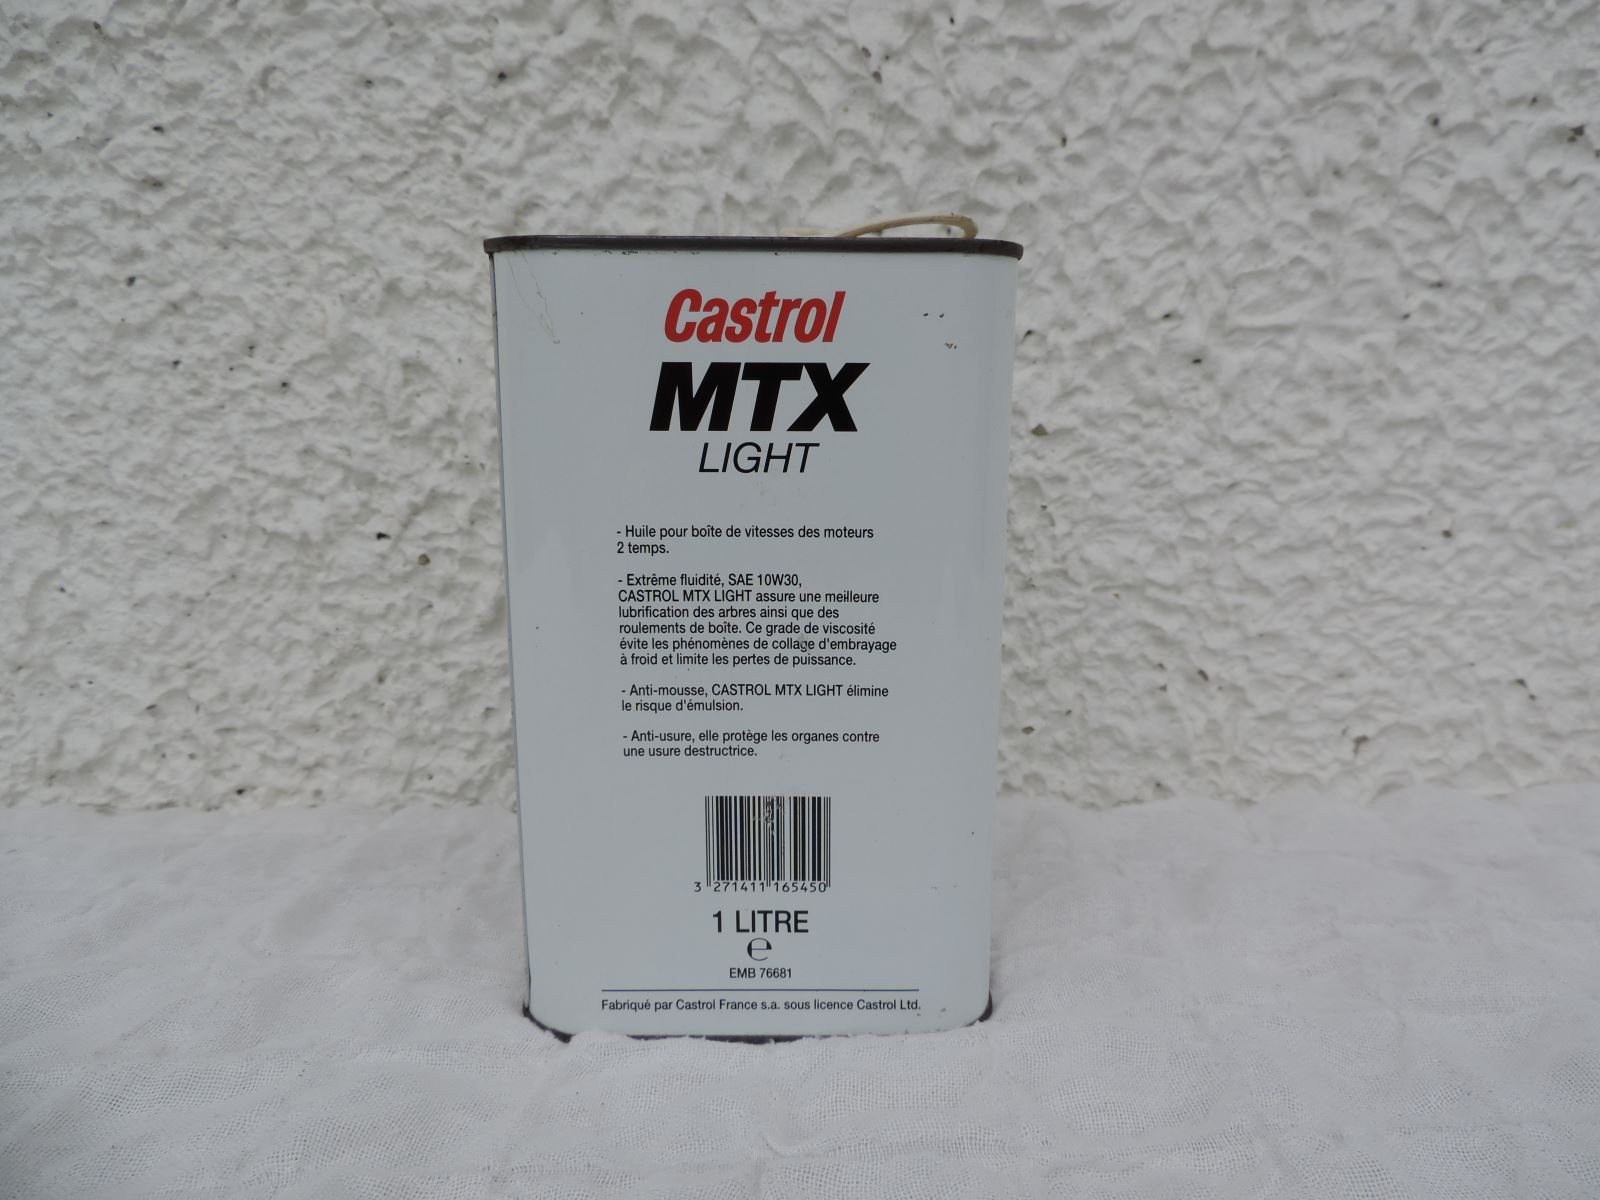 Castrol
MTX
LIGHT
- Huile pour boîte de vitesses des moteurs
2 temps.
- Extrême fluidité, SAE 10W30,
CASTROL MTX LIGHT assure une meilleure
lubrification des arbres ainsi que des
roulements de boîte. Ce grade de viscosité
évite les phénomènes de collage d'embrayage
à froid et limite les pertes de puissance.
- Anti-mousse, CASTROL MTX LIGHT élimine
le risque d'émulsion.
- Anti-usure, elle protège les organes contre
une usure destructrice.
3 271411 165450
1 LITRE
℮
EMB 76681
Fabriqué par Castrol France s.a. sous licence Castrol Ltd.